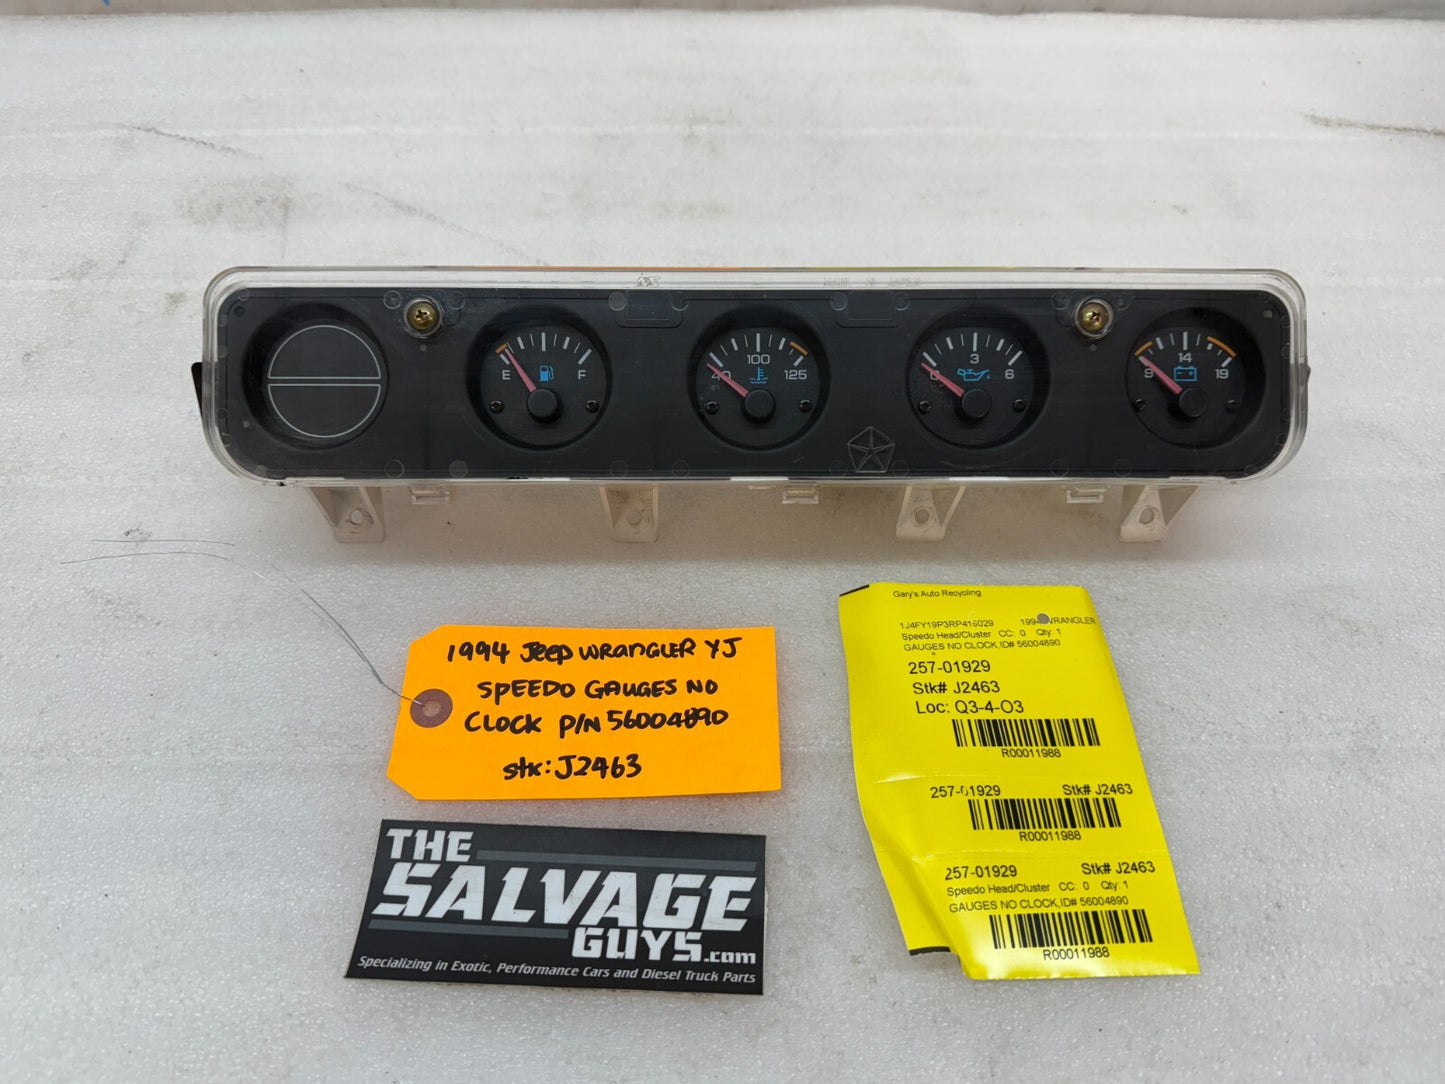 E F
40 100 125
0 3 6
9 14 19
1994 Jeep WRANGLER YJ
SPEEDO GAUGES NO
CLOCK P/N 56004890
stk: J2463
THE
SALVAGE
GUYS.com
Specializing in Exotic, Performance Cars and Diesel Truck Parts
Gary's Auto Recycling
1J4FY19P3RP415029 WRANGLER
Speedo Head/Cluster CC: 0 Qty: 1
GAUGES NO CLOCK,ID# 56004890
257-01929
Stk# J2463
Loc: Q3-4-O3
R00011988
257-01929 Stk# J2463
R00011988
257-01929 Stk# J2463
Speedo Head/Cluster CC: 0 Qty: 1
GAUGES NO CLOCK,ID# 56004890
R00011988